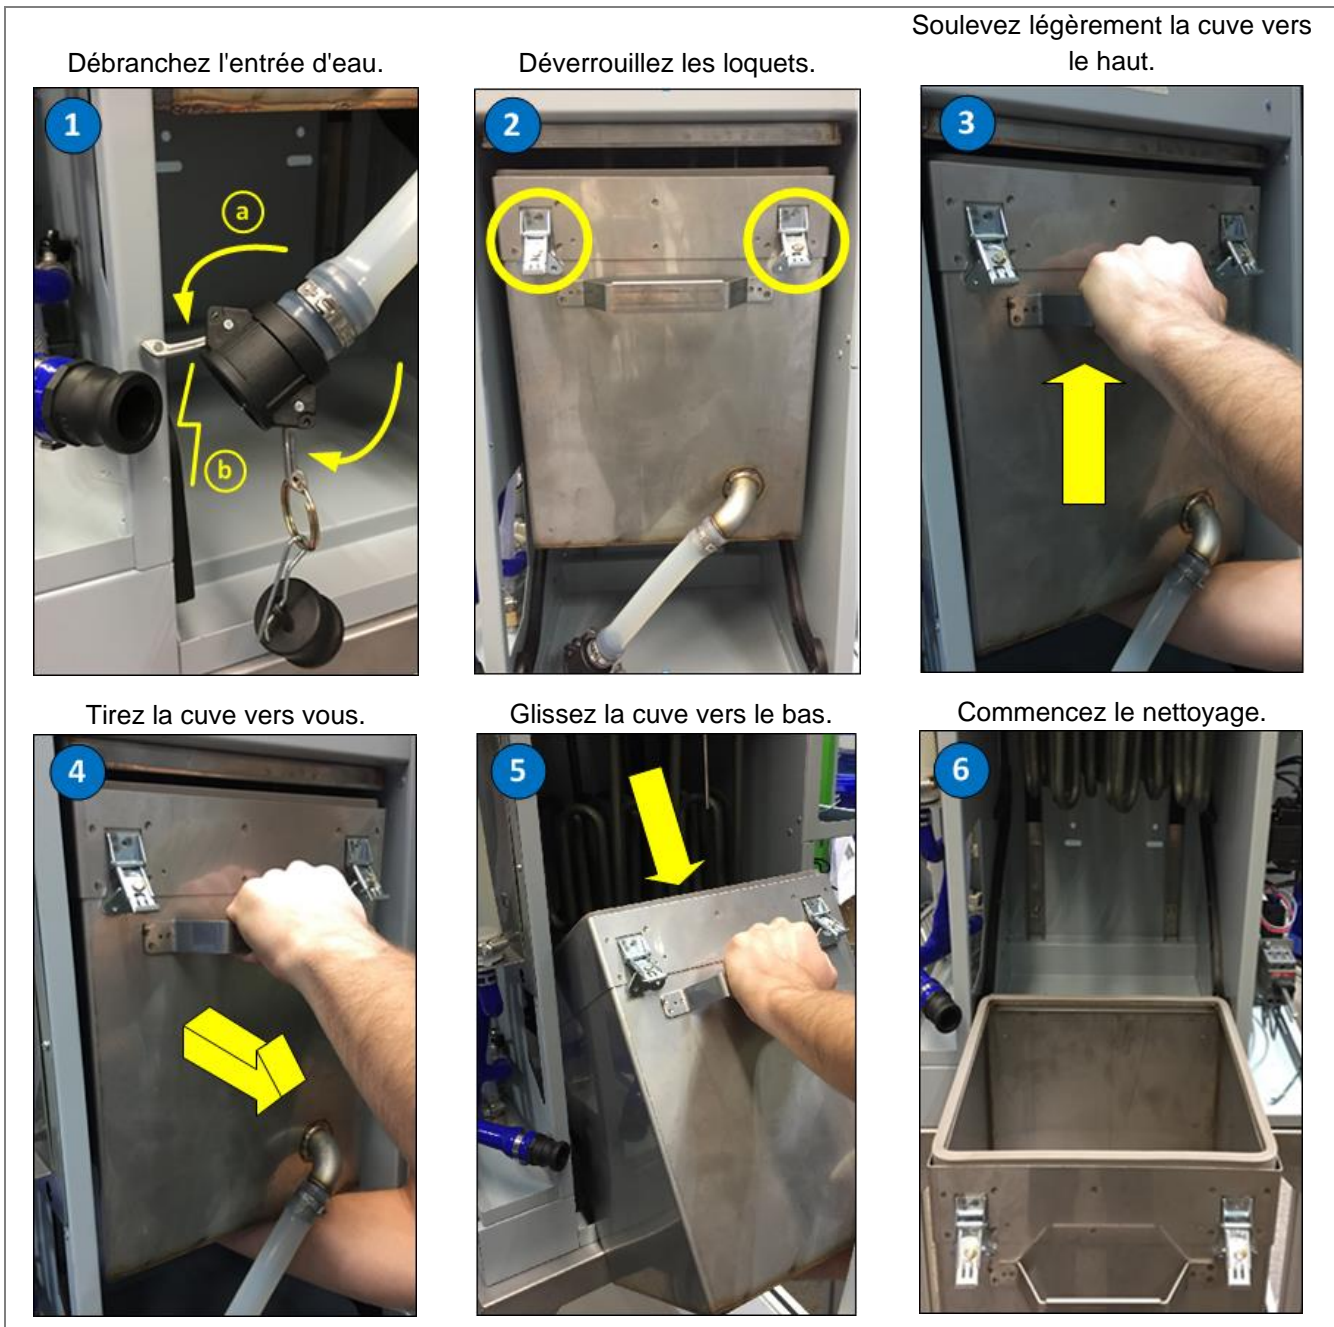 Débranchez l'entrée d'eau.
Déverrouillez les loquets.
Soulevez légèrement la cuve vers
le haut.
1
a
b
2
3
Tirez la cuve vers vous.
Glissez la cuve vers le bas.
Commencez le nettoyage.
4
5
6